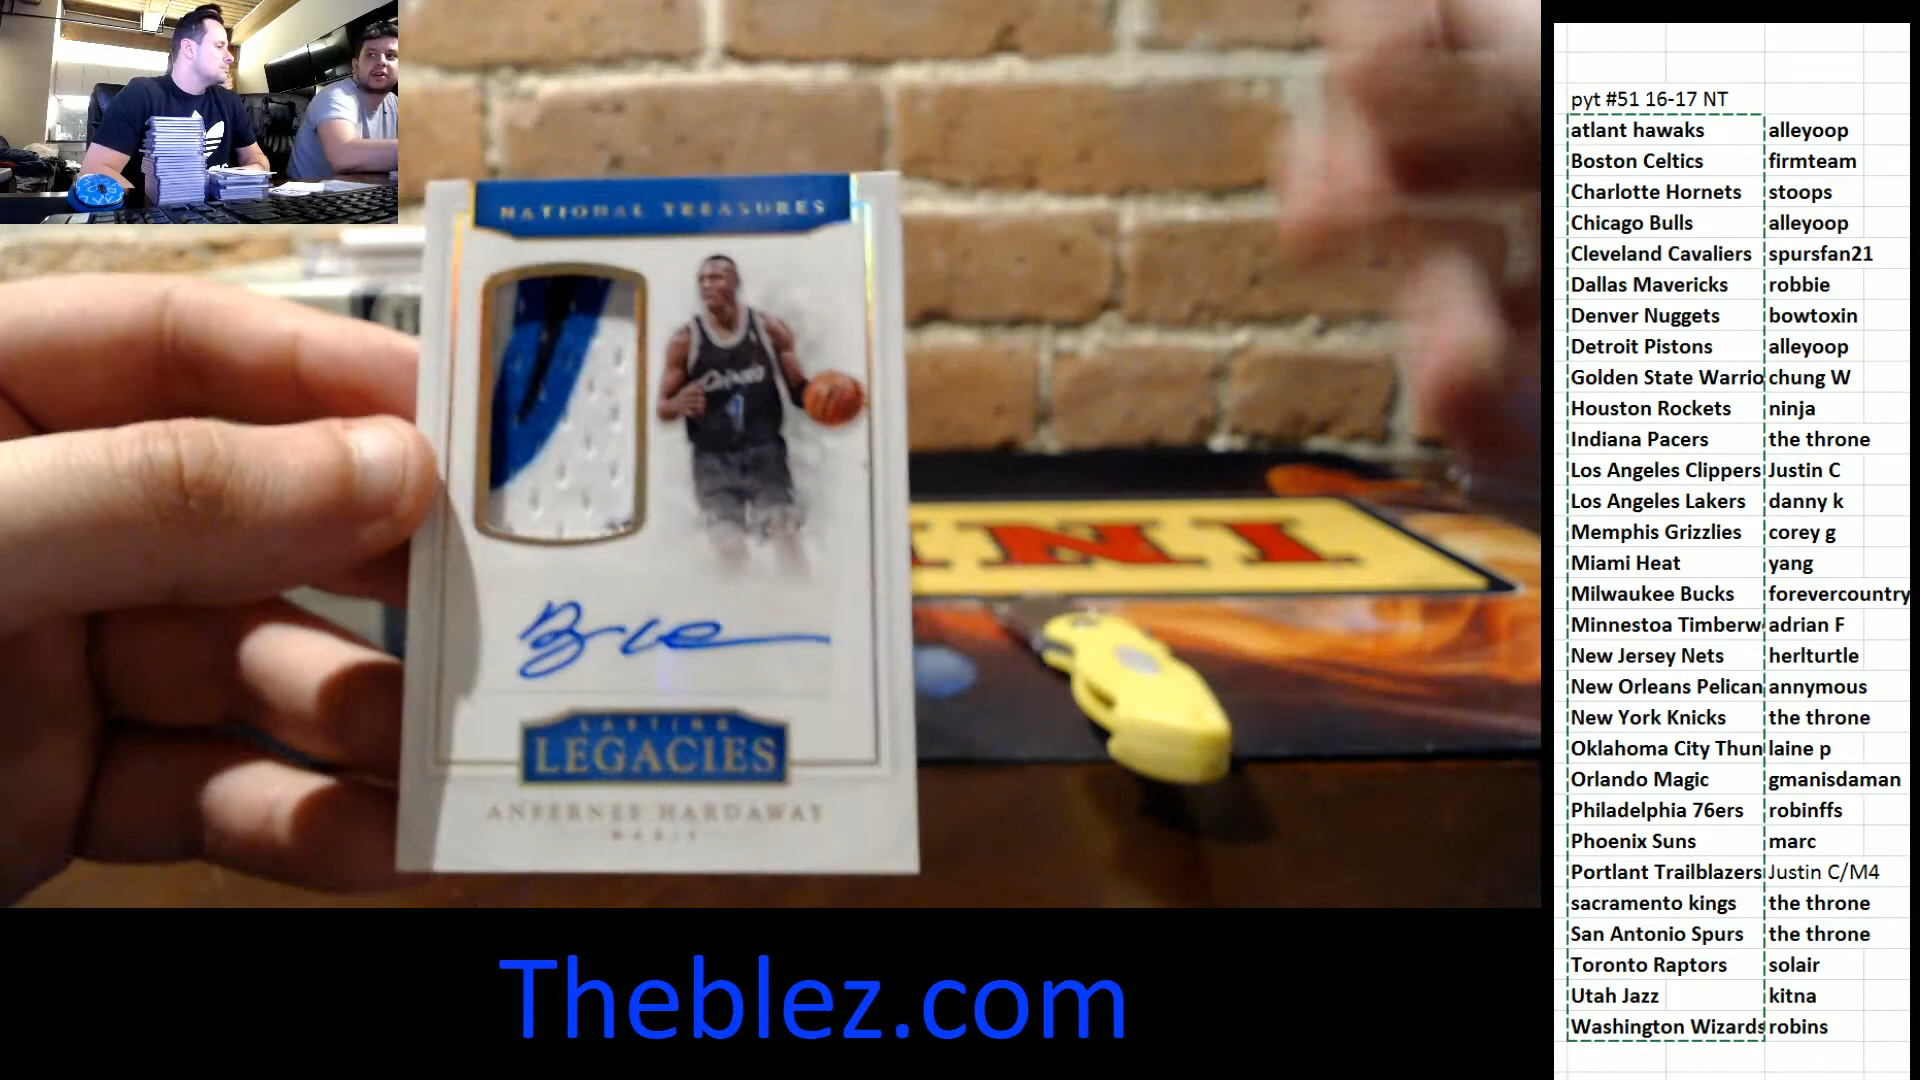 NATIONAL TREASURES
Orlando
1
LASTING
LEGACIES
ANFERNEE HARDAWAY
MAGIC
INI
Theblez.com
pyt #51 16-17 NT
atlant hawaks alleyoop
Boston Celtics firmteam
Charlotte Hornets stoops
Chicago Bulls alleyoop
Cleveland Cavaliers spursfan21
Dallas Mavericks robbie
Denver Nuggets bowtoxin
Detroit Pistons alleyoop
Golden State Warrio chung W
Houston Rockets ninja
Indiana Pacers the throne
Los Angeles Clippers Justin C
Los Angeles Lakers danny k
Memphis Grizzlies corey g
Miami Heat yang
Milwaukee Bucks forevercountry
Minnestoa Timberw adrian F
New Jersey Nets herlturtle
New Orleans Pelican annymous
New York Knicks the throne
Oklahoma City Thun laine p
Orlando Magic gmanisdaman
Philadelphia 76ers robinffs
Phoenix Suns marc
Portlant Trailblazers Justin C/M4
sacramento kings the throne
San Antonio Spurs the throne
Toronto Raptors solair
Utah Jazz kitna
Washington Wizards robins